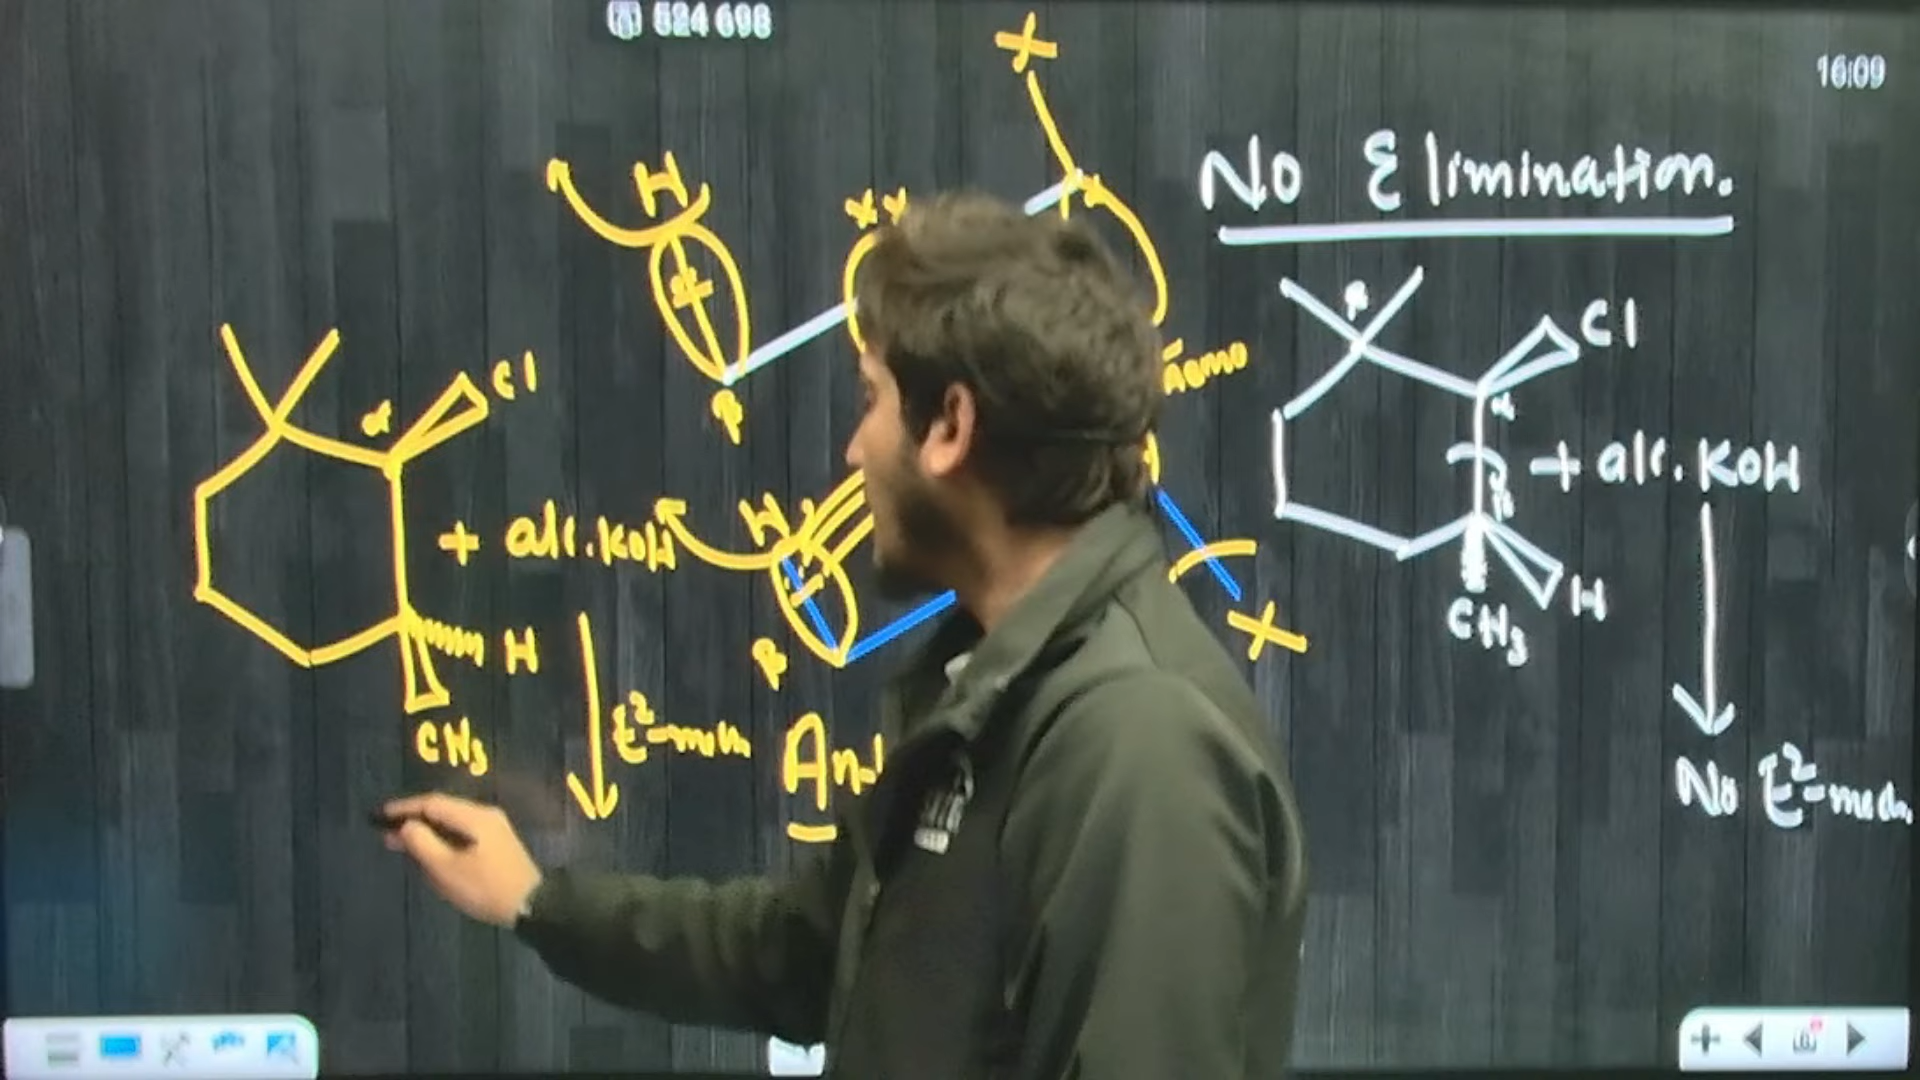 524 698
16:09
No Elimination.
X
H
β
Cl
α
+ alc. KOH
H
CH3
E²-mech.
H
β
X
β
Cl
α
β
+ alc. KOH
H
CH3
No E²-mech.